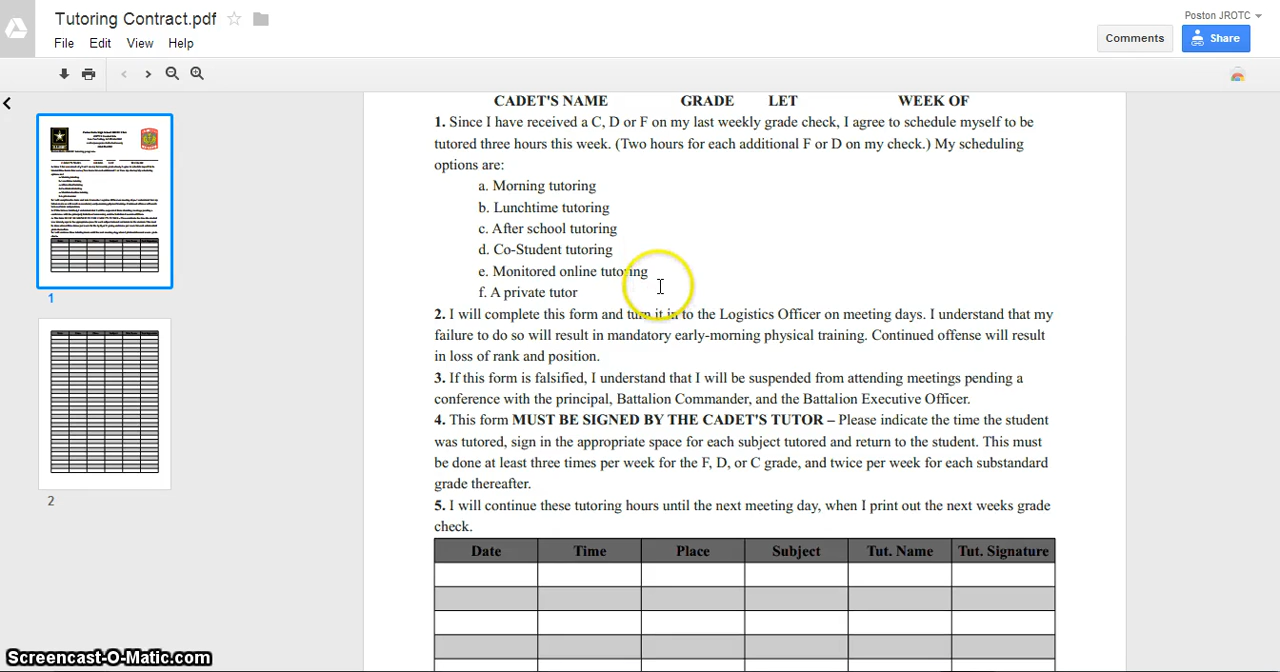 Tutoring Contract.pdf
Poston JROTC
File Edit View Help
Comments
Share
CADET'S NAME GRADE LET WEEK OF
1. Since I have received a C, D or F on my last weekly grade check, I agree to schedule myself to be
tutored three hours this week. (Two hours for each additional F or D on my check.) My scheduling
options are:
a. Morning tutoring
b. Lunchtime tutoring
c. After school tutoring
d. Co-Student tutoring
e. Monitored online tutoring
f. A private tutor
2. I will complete this form and turn it in to the Logistics Officer on meeting days. I understand that my
failure to do so will result in mandatory early-morning physical training. Continued offense will result
in loss of rank and position.
3. If this form is falsified, I understand that I will be suspended from attending meetings pending a
conference with the principal, Battalion Commander, and the Battalion Executive Officer.
4. This form MUST BE SIGNED BY THE CADET'S TUTOR – Please indicate the time the student
was tutored, sign in the appropriate space for each subject tutored and return to the student. This must
be done at least three times per week for the F, D, or C grade, and twice per week for each substandard
grade thereafter.
5. I will continue these tutoring hours until the next meeting day, when I print out the next weeks grade
check.
Date Time Place Subject Tut. Name Tut. Signature
1
2
Screencast-O-Matic.com